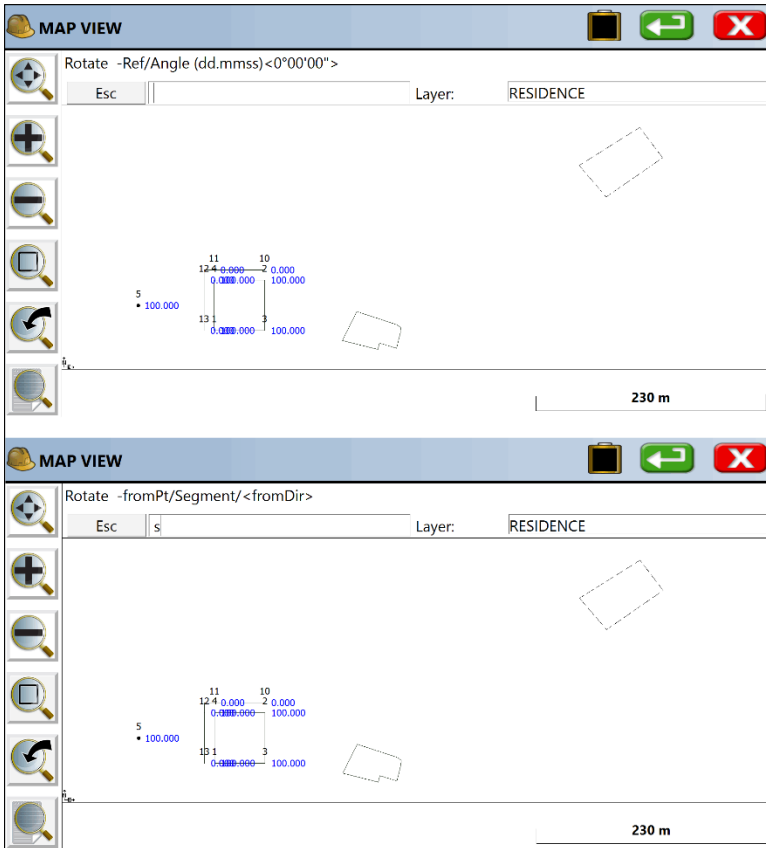 MAP VIEW
Rotate -Ref/Angle (dd.mmss)<0°00'00">
Esc
Layer: RESIDENCE
11 10
12 4 0.000 2 0.000
100.000
5
100.000
13 1 3
100.000
230 m
MAP VIEW
Rotate -fromPt/Segment/<fromDir>
Esc s
Layer: RESIDENCE
11 10
12 4 0.000 2 0.000
100.000
5
100.000
13 1 3
100.000
230 m